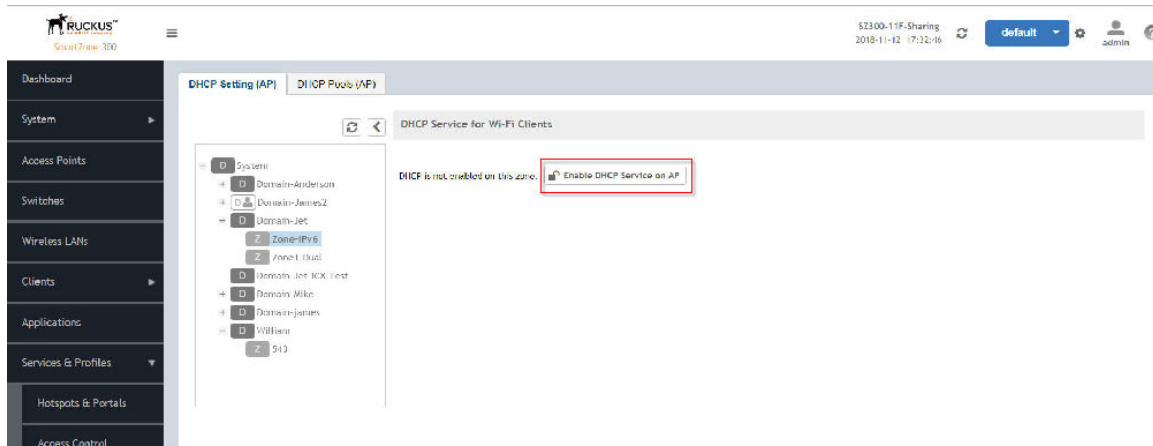 RUCKUS™
SmartZone 300
SZ300-11F-Sharing
2018-11-12 17:32:46
default
admin
Dashboard
System
Access Points
Switches
Wireless LANs
Clients
Applications
Services & Profiles
Hotspots & Portals
Access Control
DHCP Setting (AP)
DHCP Pools (AP)
D System
D Domain-Anderson
D Domain-James2
D Domain-Jet
Z Zone-IPv6
Z Zone1 Dual
D Domain Jet ICX Test
D Domain Mike
D Domain-james
D William
Z 543
DHCP Service for Wi-Fi Clients
DHCP is not enabled on this zone. Enable DHCP Service on AP